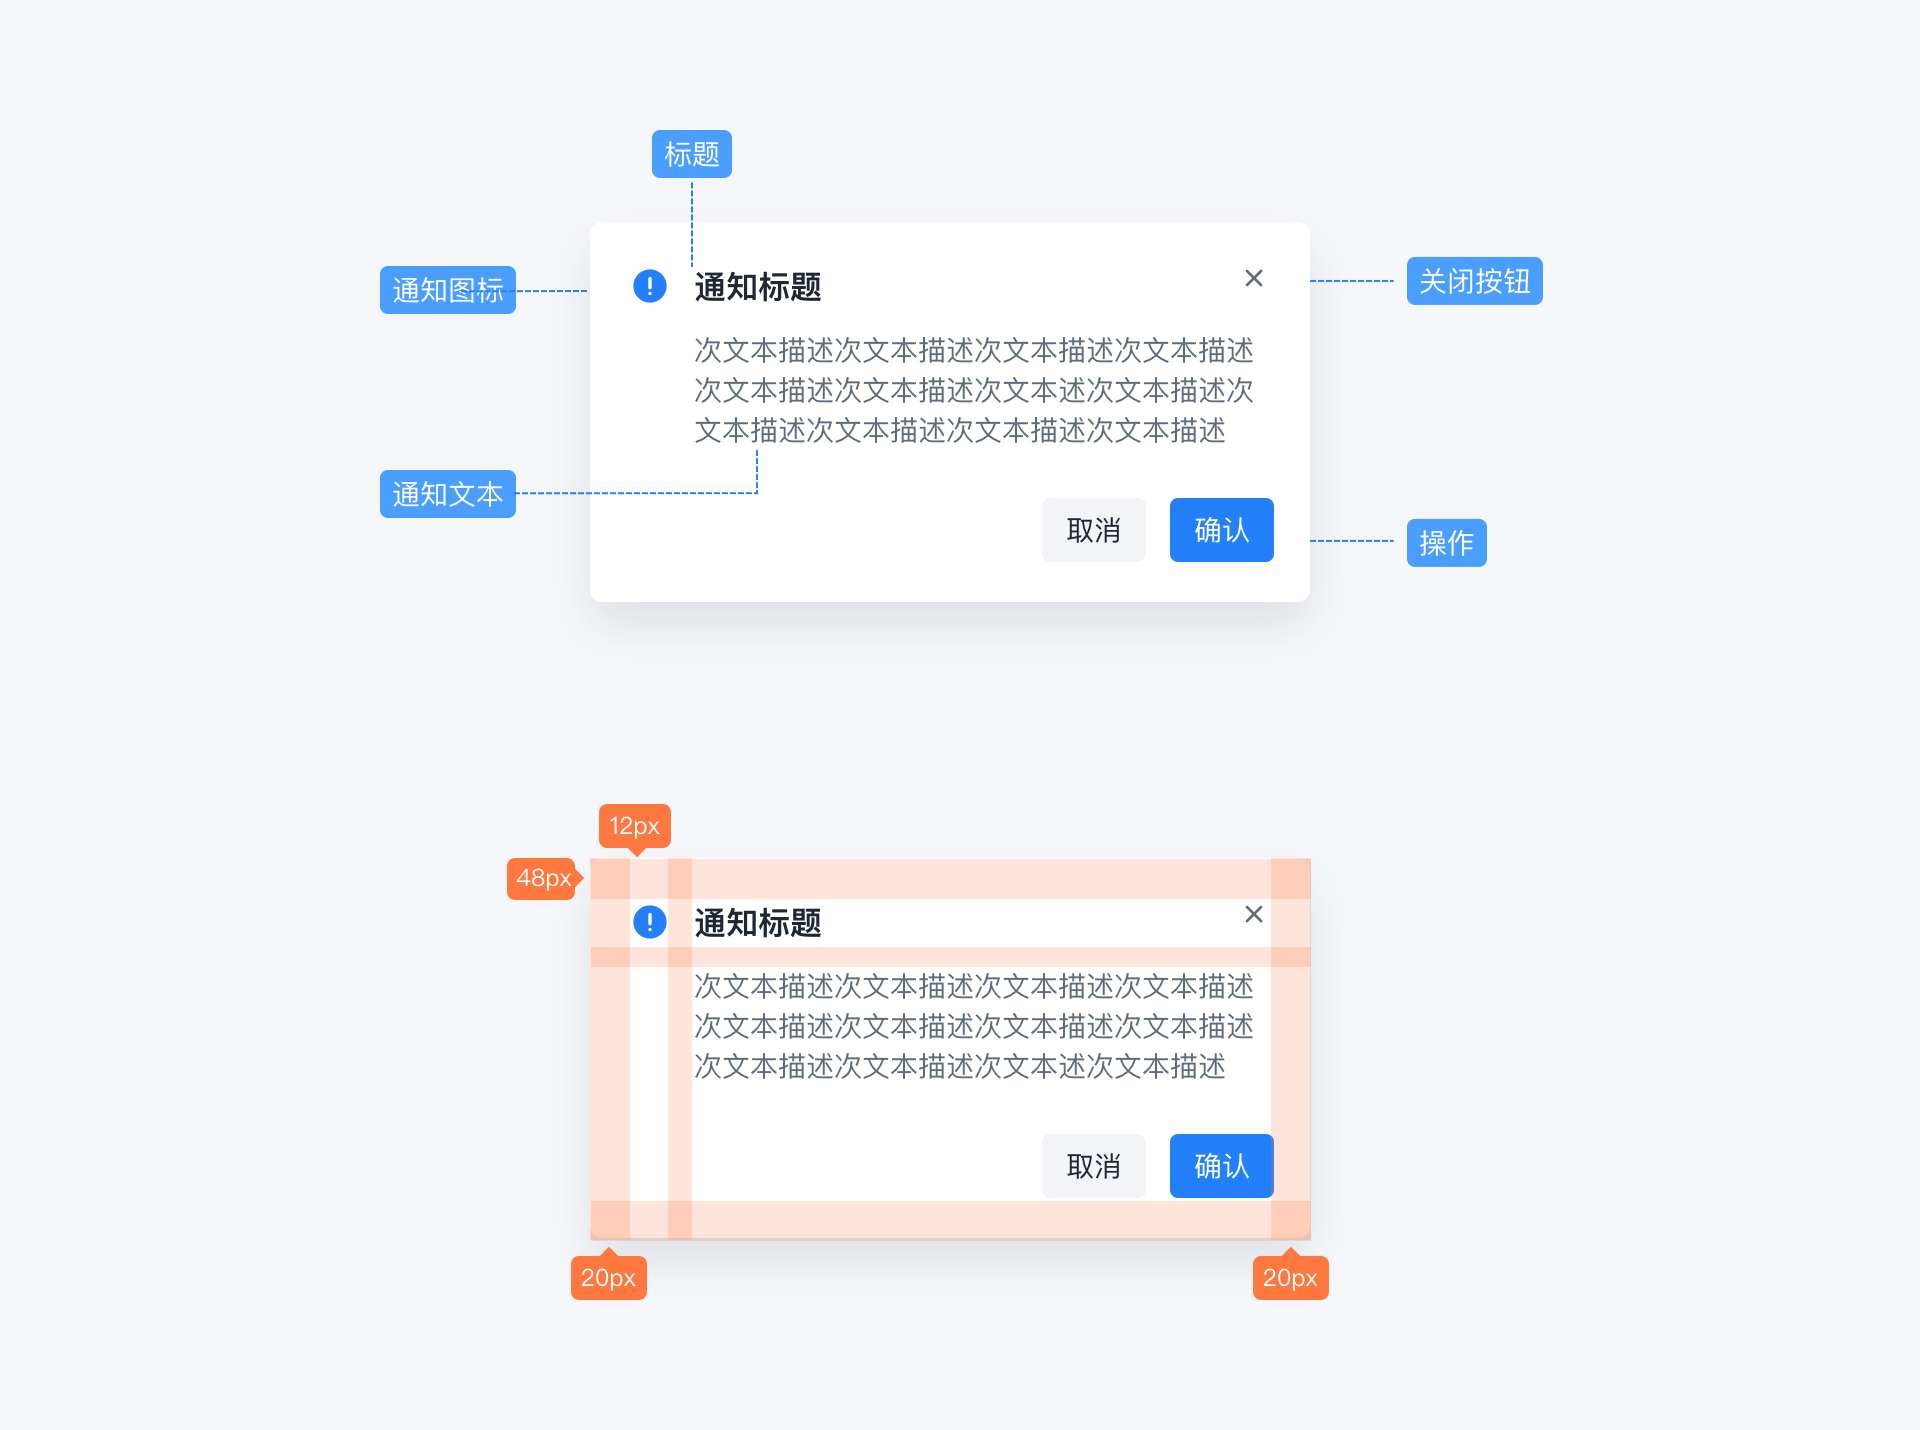 标题
通知图标
通知标题
关闭按钮
次文本描述次文本描述次文本描述次文本描述
次文本描述次文本描述次文本述次文本描述次
文本描述次文本描述次文本描述次文本描述
通知文本
取消
确认
操作
12px
48px
通知标题
次文本描述次文本描述次文本描述次文本描述
次文本描述次文本描述次文本描述次文本描述
次文本描述次文本描述次文本述次文本描述
取消
确认
20px
20px